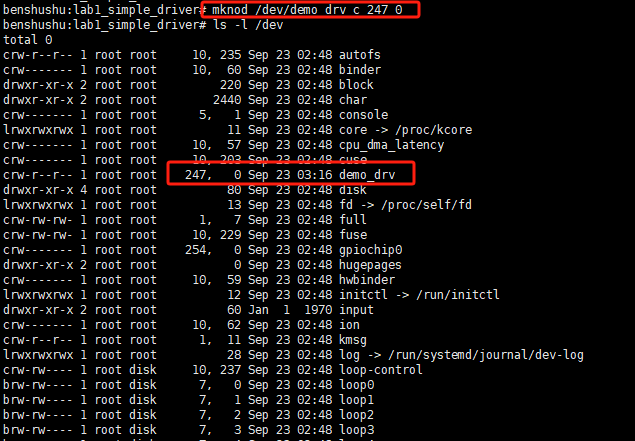 benshushu:lab1_simple_driver# mknod /dev/demo_drv c 247 0
benshushu:lab1_simple_driver# ls -l /dev
total 0
crw-r--r-- 1 root root     10, 235 Sep 23 02:48 autofs
crw------- 1 root root     10,  60 Sep 23 02:48 binder
drwxr-xr-x 2 root root         220 Sep 23 02:48 block
drwxr-xr-x 2 root root        2440 Sep 23 02:48 char
crw------- 1 root root      5,   1 Sep 23 02:48 console
lrwxrwxrwx 1 root root          11 Sep 23 02:48 core -> /proc/kcore
crw------- 1 root root     10,  57 Sep 23 02:48 cpu_dma_latency
crw------- 1 root root     10, 203 Sep 23 02:48 cuse
crw-r--r-- 1 root root    247,   0 Sep 23 03:16 demo_drv
drwxr-xr-x 4 root root          80 Sep 23 02:48 disk
lrwxrwxrwx 1 root root          13 Sep 23 02:48 fd -> /proc/self/fd
crw-rw-rw- 1 root root      1,   7 Sep 23 02:48 full
crw-rw-rw- 1 root root     10, 229 Sep 23 02:48 fuse
crw------- 1 root root    254,   0 Sep 23 02:48 gpiochip0
drwxr-xr-x 2 root root           0 Sep 23 02:48 hugepages
crw------- 1 root root     10,  59 Sep 23 02:48 hwbinder
lrwxrwxrwx 1 root root          12 Sep 23 02:48 initctl -> /run/initctl
drwxr-xr-x 2 root root          60 Jan  1  1970 input
crw------- 1 root root     10,  62 Sep 23 02:48 ion
crw-r--r-- 1 root root      1,  11 Sep 23 02:48 kmsg
lrwxrwxrwx 1 root root          28 Sep 23 02:48 log -> /run/systemd/journal/dev-log
crw-rw---- 1 root disk     10, 237 Sep 23 02:48 loop-control
brw-rw---- 1 root disk      7,   0 Sep 23 02:48 loop0
brw-rw---- 1 root disk      7,   1 Sep 23 02:48 loop1
brw-rw---- 1 root disk      7,   2 Sep 23 02:48 loop2
brw-rw---- 1 root disk      7,   3 Sep 23 02:48 loop3